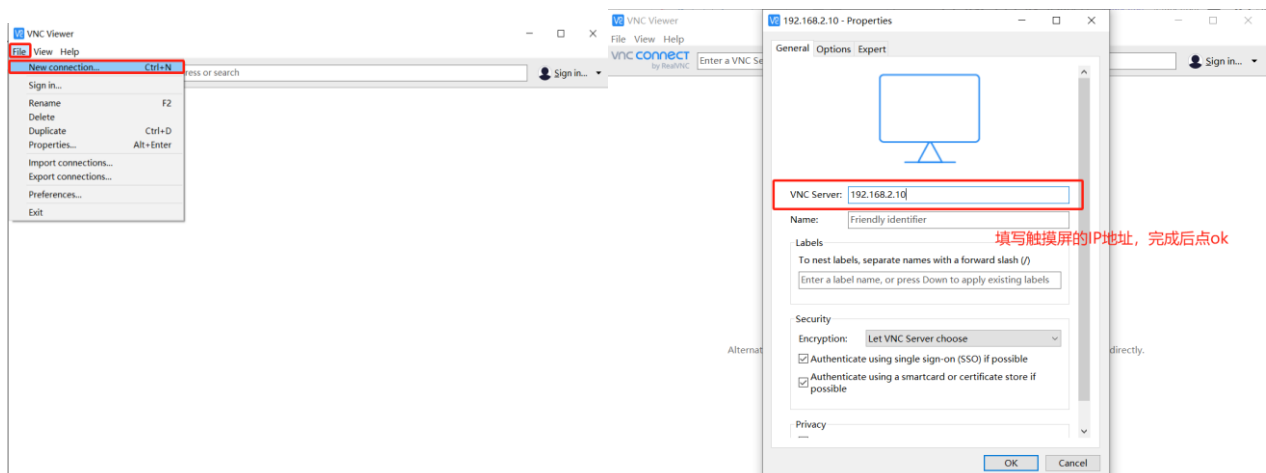 VNC Viewer
File View Help
New connection... Ctrl+N
ress or search
Sign in...
Sign in...
Rename F2
Delete
Duplicate Ctrl+D
Properties... Alt+Enter
Import connections...
Export connections...
Preferences...
Exit
VNC Viewer
File View Help
vnc connect
by RealVNC
Enter a VNC Se
Sign in...
Alternat
directly.
192.168.2.10 - Properties
General Options Expert
VNC Server: 192.168.2.10
Name: Friendly identifier
填写触摸屏的IP地址，完成后点ok
Labels
To nest labels, separate names with a forward slash (/)
Enter a label name, or press Down to apply existing labels
Security
Encryption: Let VNC Server choose
Authenticate using single sign-on (SSO) if possible
Authenticate using a smartcard or certificate store if
possible
Privacy
OK Cancel